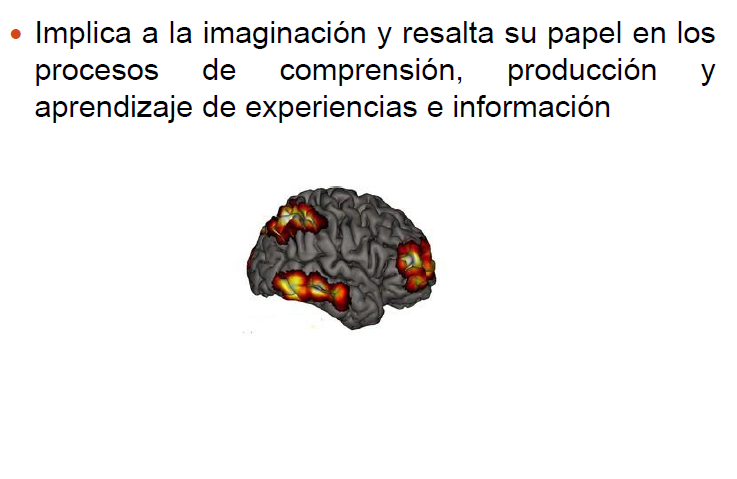 • Implica a la imaginación y resalta su papel en los
procesos de comprensión, producción y
aprendizaje de experiencias e información